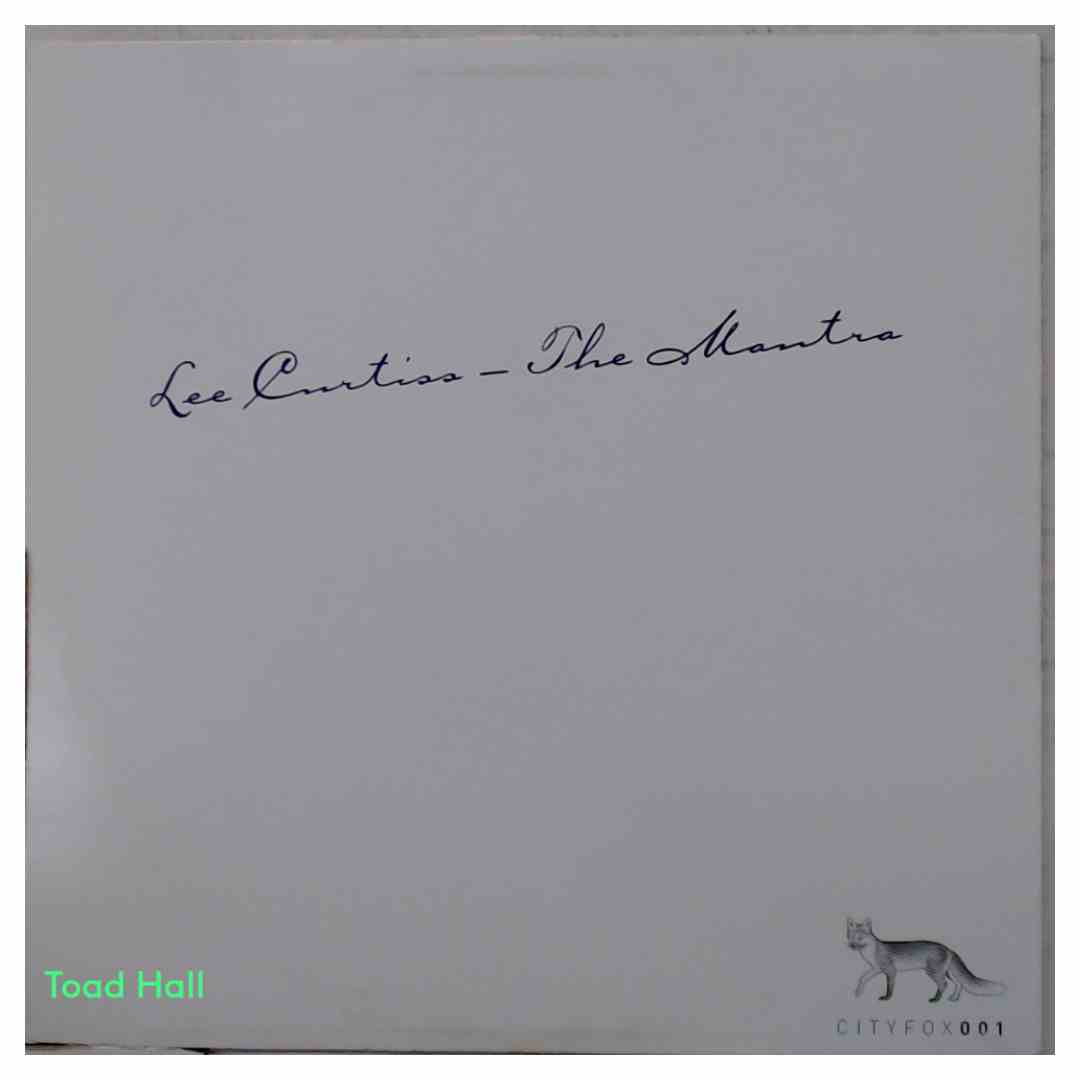 Lee Curtiss – The Mantra
Toad Hall
CITYFOX001